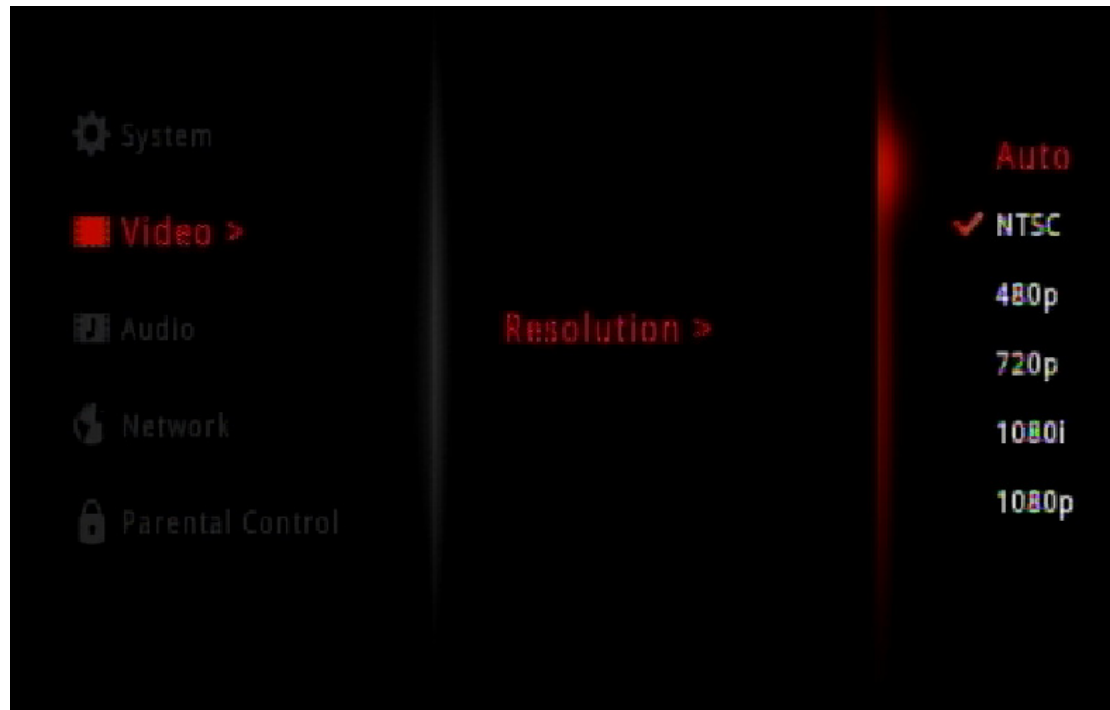 System
Video >
Audio
Network
Parental Control
Resolution >
Auto
NTSC
480p
720p
1080i
1080p